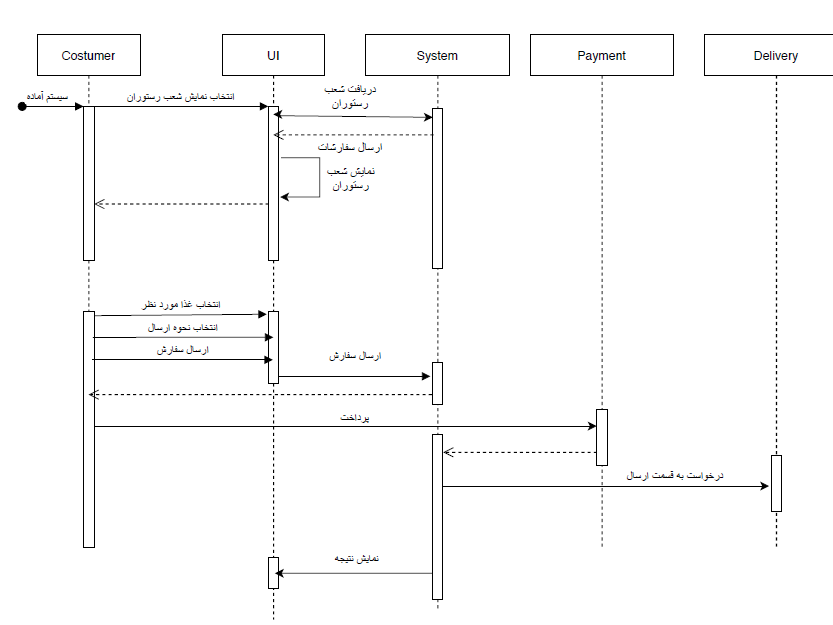 Costumer
UI
System
Payment
Delivery
سیستم آماده
انتخاب نمایش شعب رستوران
دریافت شعب
رستوران
ارسال سفارشات
نمایش شعب
رستوران
انتخاب غذا مورد نظر
انتخاب نحوه ارسال
ارسال سفارش
ارسال سفارش
پرداخت
درخواست به قسمت ارسال
نمایش نتیجه